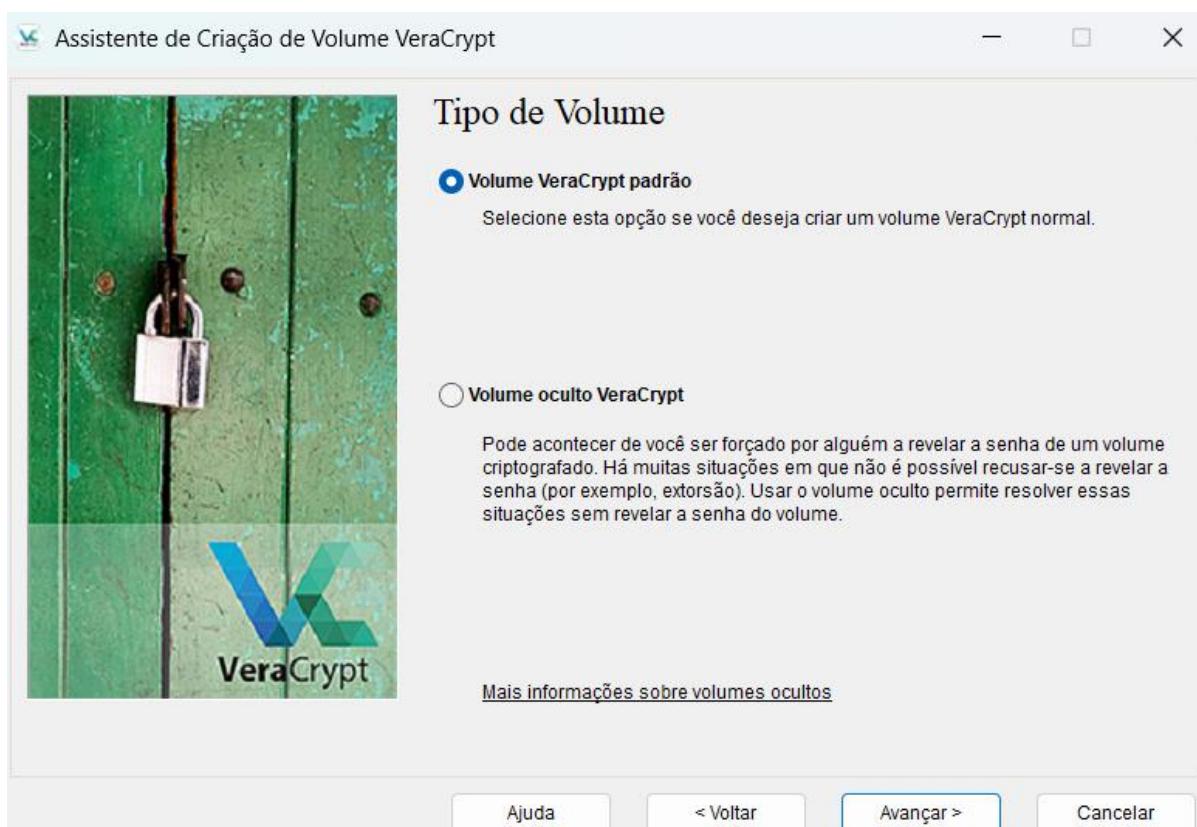 Assistente de Criação de Volume VeraCrypt
Tipo de Volume
Volume VeraCrypt padrão
Selecione esta opção se você deseja criar um volume VeraCrypt normal.
Volume oculto VeraCrypt
Pode acontecer de você ser forçado por alguém a revelar a senha de um volume
criptografado. Há muitas situações em que não é possível recusar-se a revelar a
senha (por exemplo, extorsão). Usar o volume oculto permite resolver essas
situações sem revelar a senha do volume.
VeraCrypt
Mais informações sobre volumes ocultos
Ajuda
< Voltar
Avançar >
Cancelar